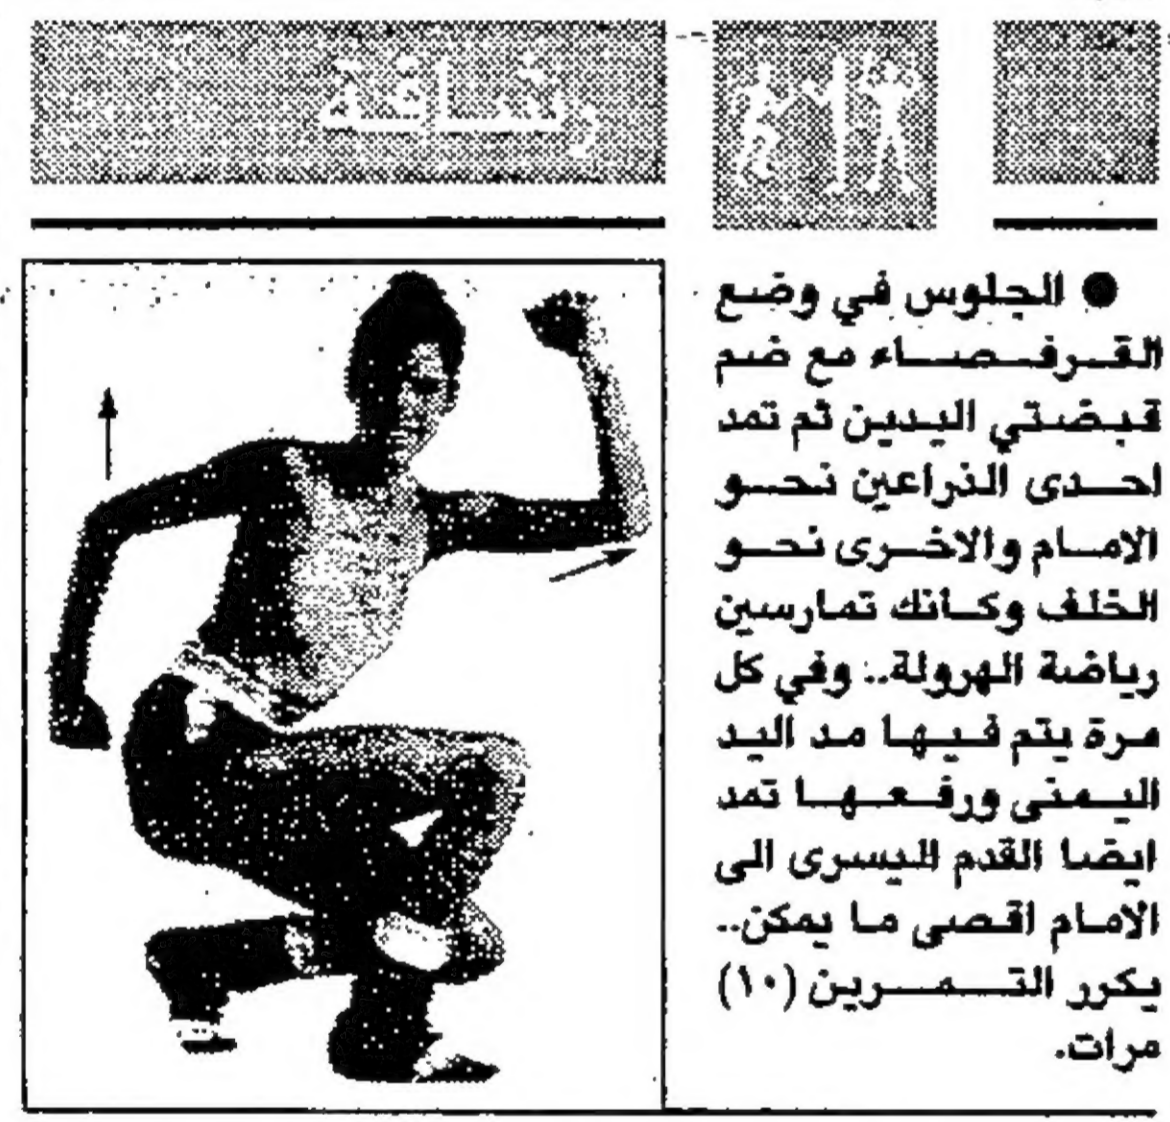 رشاقة
● الجلوس في وضع
القرفصاء مع ضم
قبضتي اليدين ثم تمد
احدى الذراعين نحو
الامام والاخرى نحو
الخلف وكانك تمارسين
رياضة الهرولة.. وفي كل
مرة يتم فيها مد اليد
اليمنى ورفعها تمد
ايضا القدم اليسرى الى
الامام اقصى ما يمكن..
يكرر التمرين (١٠)
مرات.